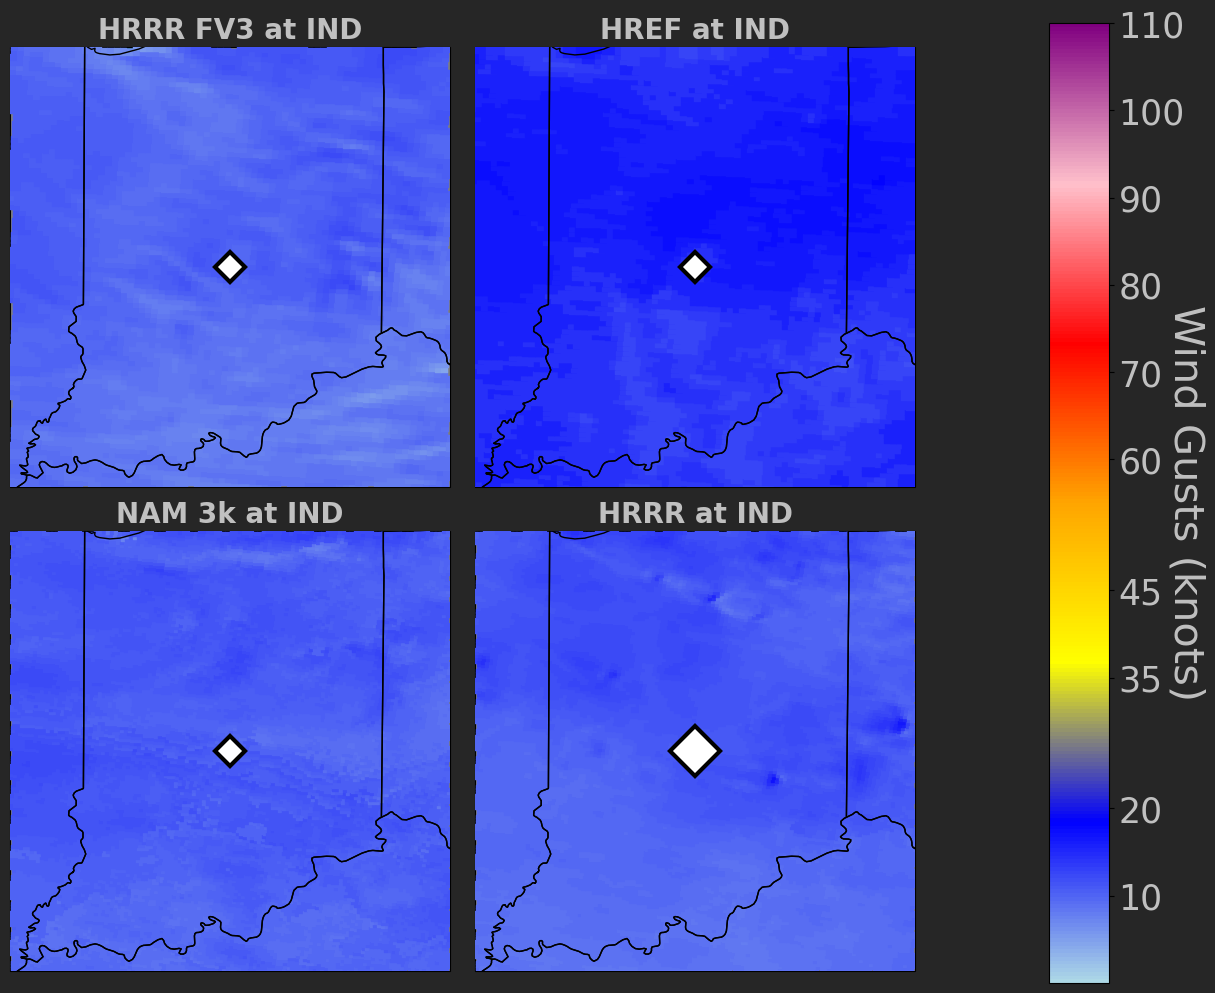 HRRR FV3 at IND
HREF at IND
NAM 3k at IND
HRRR at IND
110
100
90
80
70
60
45
35
20
10
Wind Gusts (knots)